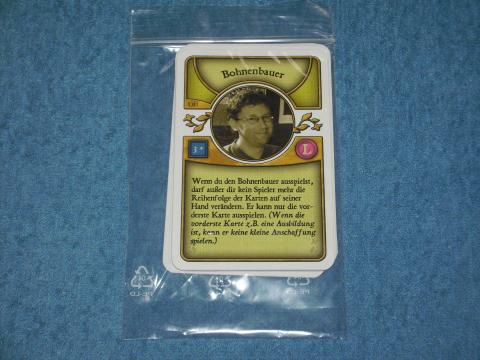 Bohnenbauer
3+
L
Wenn du den Bohnenbauer ausspielst,
darf außer dir kein Spieler mehr die
Reihenfolge der Karten auf seiner
Hand verändern. Er kann nur die vor-
derste Karte ausspielen. (Wenn die
vorderste Karte z.B. eine Ausbildung
ist, kann er keine kleine Anschaffung
spielen.)